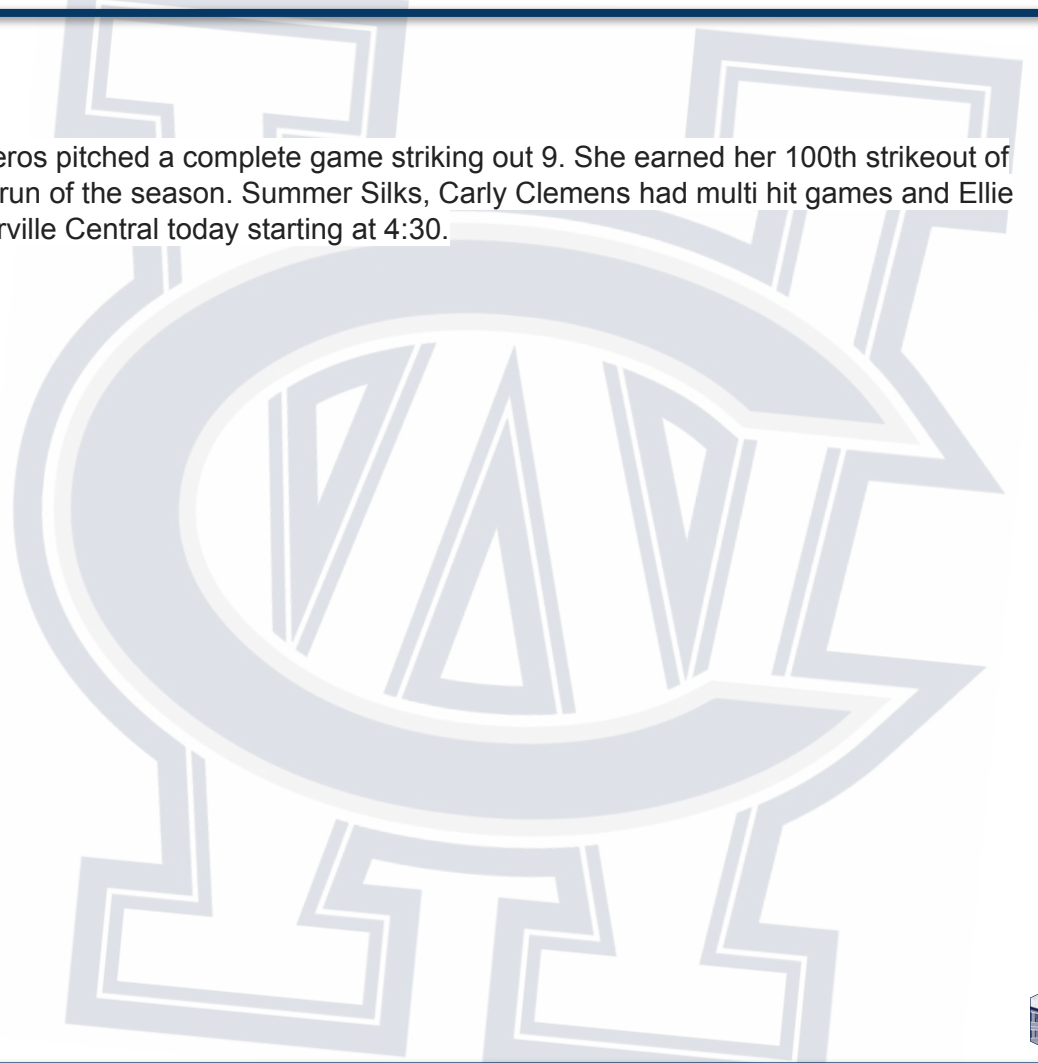 eros pitched a complete game striking out 9. She earned her 100th strikeout of
run of the season. Summer Silks, Carly Clemens had multi hit games and Ellie
rville Central today starting at 4:30.